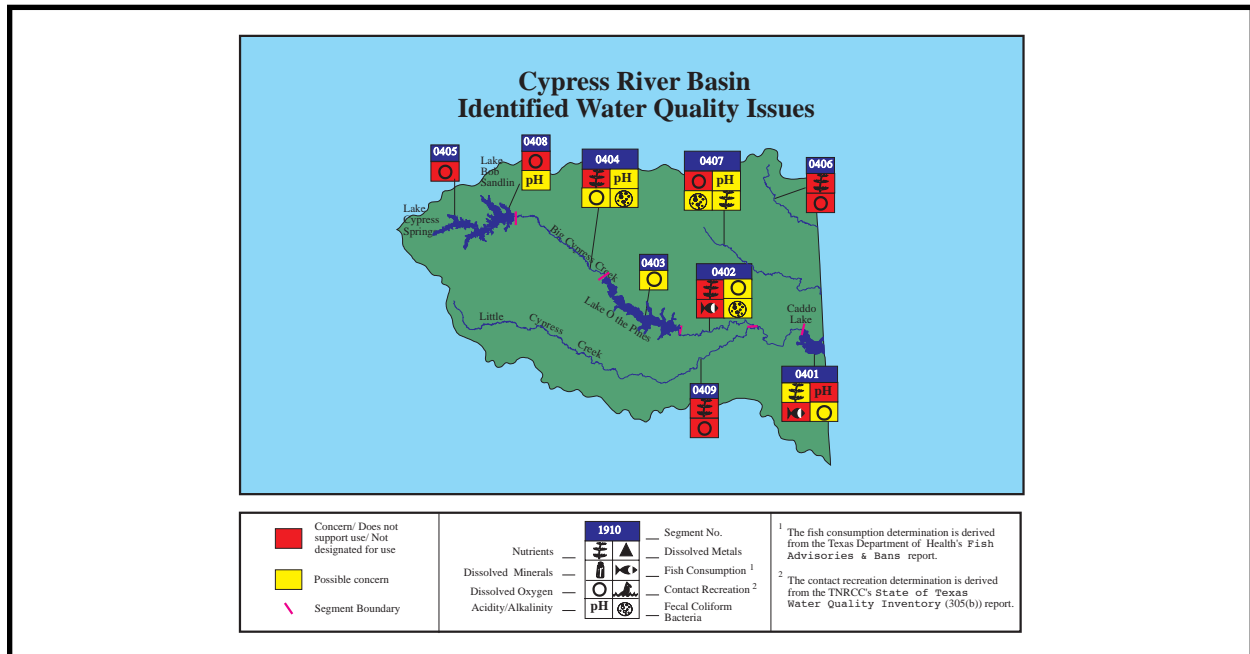 Cypress River Basin
Identified Water Quality Issues
0405
0408
pH
0404
pH
0407
pH
0406
Lake
Bob
Sandlin
Lake
Cypress
Springs
Big Cypress Creek
0403
0402
Lake O the Pines
Caddo
Lake
Little Cypress Creek
0401
pH
0409
Concern/ Does not
support use/ Not
designated for use
Possible concern
Segment Boundary
1910
Segment No.
Nutrients
Dissolved Metals
Dissolved Minerals
Fish Consumption 1
Dissolved Oxygen
Contact Recreation 2
Acidity/Alkalinity
pH
Fecal Coliform
Bacteria
1 The fish consumption determination is derived
from the Texas Department of Health's Fish
Advisories & Bans report.
2 The contact recreation determination is derived
from the TNRCC's State of Texas
Water Quality Inventory (305(b)) report.